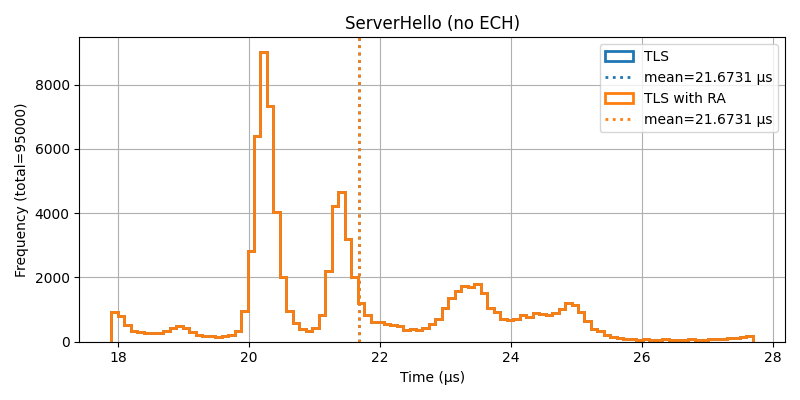 ServerHello (no ECH)
TLS
mean=21.6731 µs
TLS with RA
mean=21.6731 µs
Frequency (total=95000)
8000
6000
4000
2000
0
18 20 22 24 26 28
Time (µs)